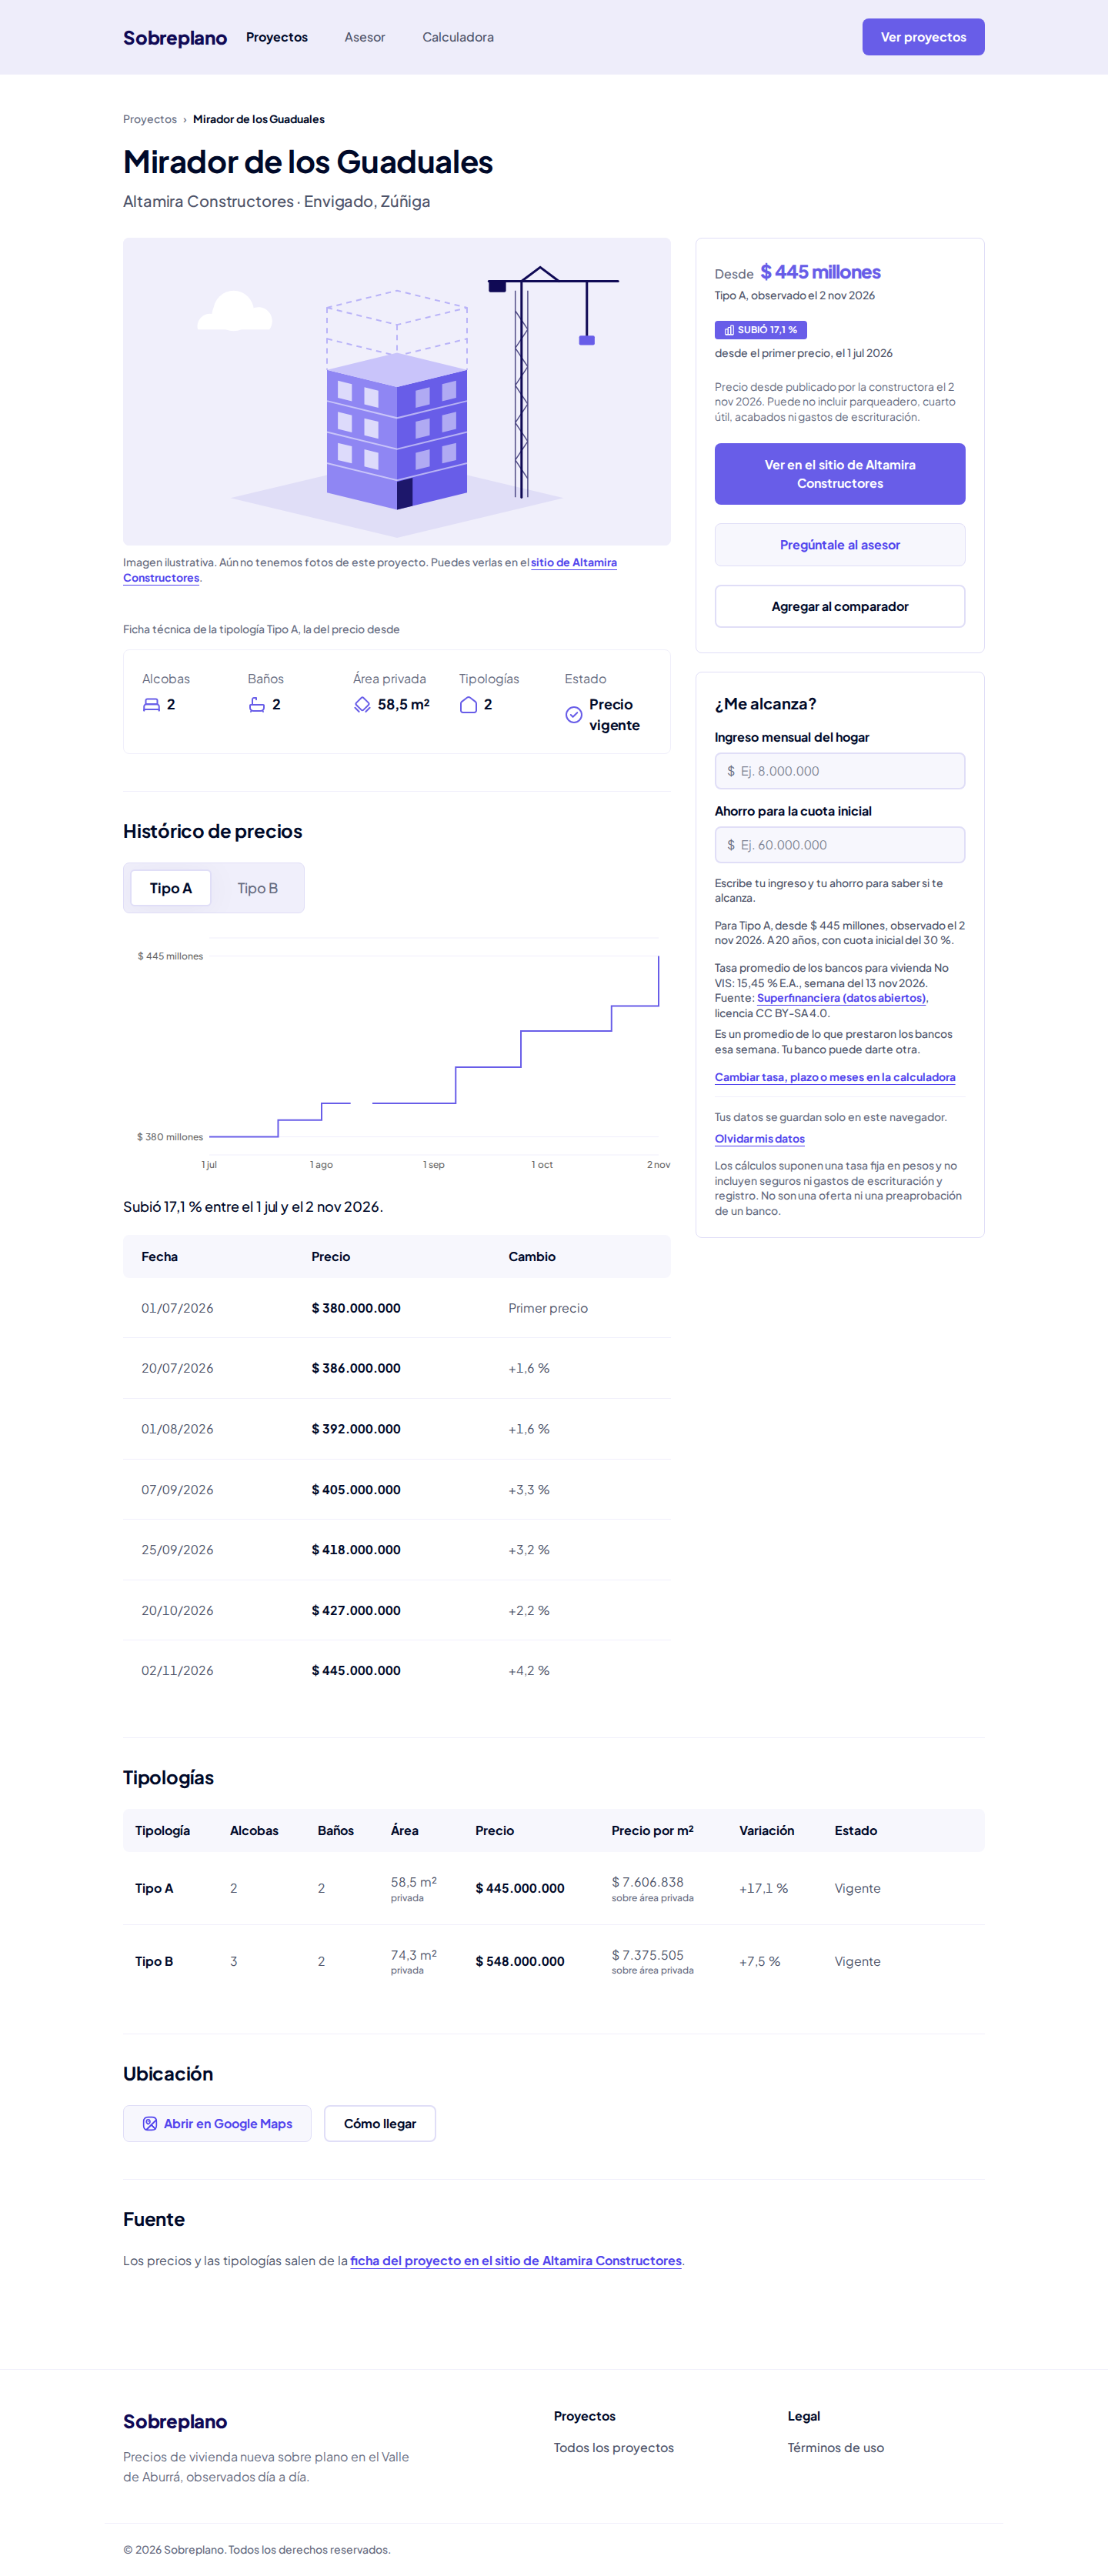 Sobreplano
Proyectos
Asesor
Calculadora
Ver proyectos
Proyectos › Mirador de los Guaduales
Mirador de los Guaduales
Altamira Constructores · Envigado, Zúñiga
Imagen ilustrativa. Aún no tenemos fotos de este proyecto. Puedes verlas en el sitio de Altamira
Constructores.
Ficha técnica de la tipología Tipo A, la del precio desde
Alcobas
2
Baños
2
Área privada
58,5 m²
Tipologías
2
Estado
Precio
vigente
Desde $ 445 millones
Tipo A, observado el 2 nov 2026
SUBIÓ 17,1 %
desde el primer precio, el 1 jul 2026
Precio desde publicado por la constructora el 2
nov 2026. Puede no incluir parqueadero, cuarto
útil, acabados ni gastos de escrituración.
Ver en el sitio de Altamira
Constructores
Pregúntale al asesor
Agregar al comparador
¿Me alcanza?
Ingreso mensual del hogar
$ Ej. 8.000.000
Ahorro para la cuota inicial
$ Ej. 60.000.000
Escribe tu ingreso y tu ahorro para saber si te
alcanza.
Para Tipo A, desde $ 445 millones, observado el 2
nov 2026. A 20 años, con cuota inicial del 30 %.
Tasa promedio de los bancos para vivienda No
VIS: 15,45 % E.A., semana del 13 nov 2026.
Fuente: Superfinanciera (datos abiertos),
licencia CC BY-SA 4.0.
Es un promedio de lo que prestaron los bancos
esa semana. Tu banco puede darte otra.
Cambiar tasa, plazo o meses en la calculadora
Tus datos se guardan solo en este navegador.
Olvidar mis datos
Los cálculos suponen una tasa fija en pesos y no
incluyen seguros ni gastos de escrituración y
registro. No son una oferta ni una preaprobación
de un banco.
Histórico de precios
Tipo A
Tipo B
$ 445 millones
$ 380 millones
1 jul
1 ago
1 sep
1 oct
2 nov
Subió 17,1 % entre el 1 jul y el 2 nov 2026.
Fecha Precio Cambio
01/07/2026 $ 380.000.000 Primer precio
20/07/2026 $ 386.000.000 +1,6 %
01/08/2026 $ 392.000.000 +1,6 %
07/09/2026 $ 405.000.000 +3,3 %
25/09/2026 $ 418.000.000 +3,2 %
20/10/2026 $ 427.000.000 +2,2 %
02/11/2026 $ 445.000.000 +4,2 %
Tipologías
Tipología Alcobas Baños Área Precio Precio por m² Variación Estado
Tipo A 2 2 58,5 m² privada $ 445.000.000 $ 7.606.838 sobre área privada +17,1 % Vigente
Tipo B 3 2 74,3 m² privada $ 548.000.000 $ 7.375.505 sobre área privada +7,5 % Vigente
Ubicación
Abrir en Google Maps
Cómo llegar
Fuente
Los precios y las tipologías salen de la ficha del proyecto en el sitio de Altamira Constructores.
Sobreplano
Precios de vivienda nueva sobre plano en el Valle
de Aburrá, observados día a día.
Proyectos
Todos los proyectos
Legal
Términos de uso
© 2026 Sobreplano. Todos los derechos reservados.